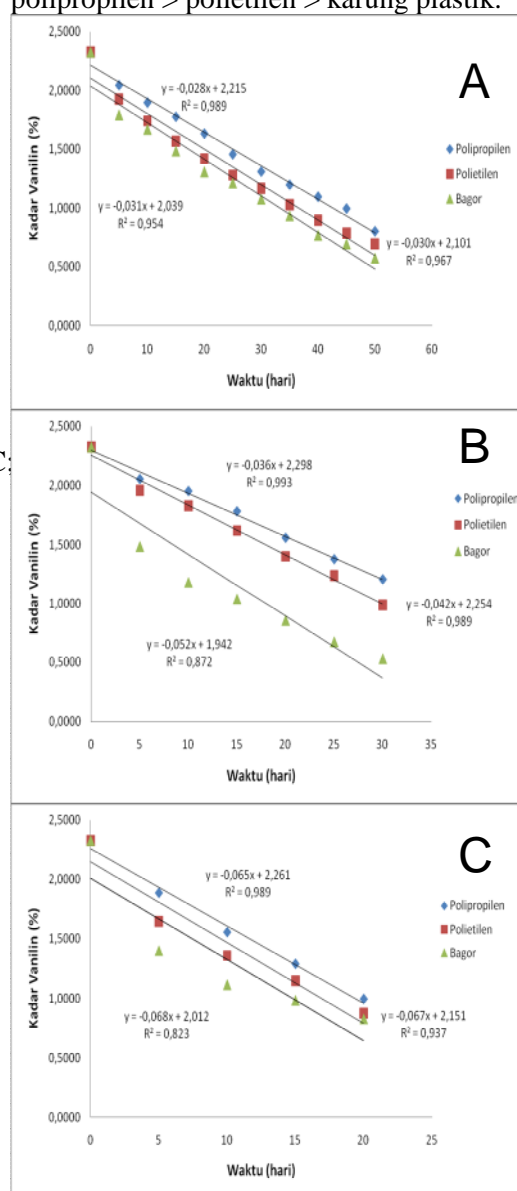 polipropilen > polietilen > karung plastik.
A
2,5000
2,0000
1,5000
1,0000
0,5000
0,0000
Kadar Vanilin (%)
y = -0,028x + 2,215
R² = 0,989
y = -0,031x + 2,039
R² = 0,954
y = -0,030x + 2,101
R² = 0,967
Polipropilen
Polietilen
Bagor
0 10 20 30 40 50 60
Waktu (hari)
B
2,5000
2,0000
1,5000
1,0000
0,5000
0,0000
Kadar Vanilin (%)
y = -0,036x + 2,298
R² = 0,993
y = -0,042x + 2,254
R² = 0,989
y = -0,052x + 1,942
R² = 0,872
Polipropilen
Polietilen
Bagor
0 5 10 15 20 25 30 35
Waktu (hari)
C
2,5000
2,0000
1,5000
1,0000
0,5000
0,0000
Kadar Vanilin (%)
y = -0,065x + 2,261
R² = 0,989
y = -0,068x + 2,012
R² = 0,823
y = -0,067x + 2,151
R² = 0,937
Polipropilen
Polietilen
Bagor
0 5 10 15 20 25
Waktu (hari)